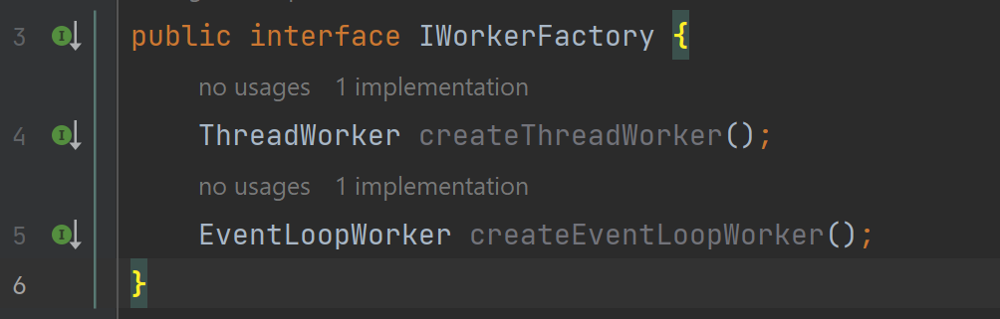 3 public interface IWorkerFactory {
no usages 1 implementation
4 ThreadWorker createThreadWorker();
no usages 1 implementation
5 EventLoopWorker createEventLoopWorker();
6 }